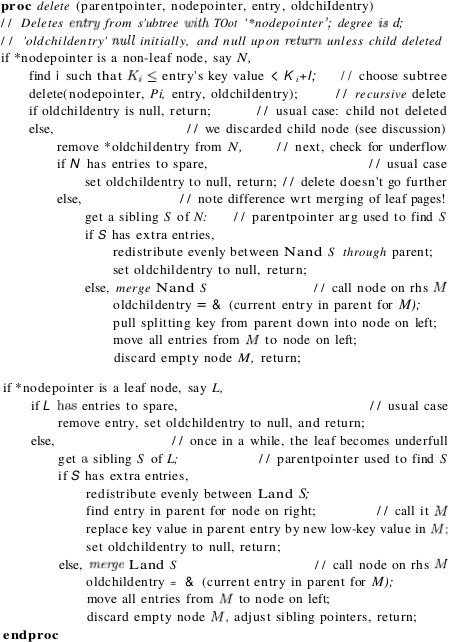 proc delete (parentpointer, nodepointer, entry, oldchildentry)
// Deletes entry from s'ubtree with TOot '*nodepointer'; degree is d;
// 'oldchildentry' null initially, and null upon return unless child deleted
if *nodepointer is a non-leaf node, say N,
find i such that Ki ≤ entry's key value < Ki+l; // choose subtree
delete(nodepointer, Pi, entry, oldchildentry); // recursive delete
if oldchildentry is null, return; // usual case: child not deleted
else, // we discarded child node (see discussion)
remove *oldchildentry from N, // next, check for underflow
if N has entries to spare, // usual case
set oldchildentry to null, return; // delete doesn't go further
else, // note difference wrt merging of leaf pages!
get a sibling S of N: // parentpointer arg used to find S
if S has extra entries,
redistribute evenly between Nand S through parent;
set oldchildentry to null, return;
else, merge Nand S // call node on rhs M
oldchildentry = & (current entry in parent for M);
pull splitting key from parent down into node on left;
move all entries from M to node on left;
discard empty node M, return;
if *nodepointer is a leaf node, say L,
if L has entries to spare, // usual case
remove entry, set oldchildentry to null, and return;
else, // once in a while, the leaf becomes underfull
get a sibling S of L; // parentpointer used to find S
if S has extra entries,
redistribute evenly between Land S;
find entry in parent for node on right; // call it M
replace key value in parent entry by new low-key value in M;
set oldchildentry to null, return;
else, merge Land S // call node on rhs M
oldchildentry = & (current entry in parent for M);
move all entries from M to node on left;
discard empty node M, adjust sibling pointers, return;
endproc